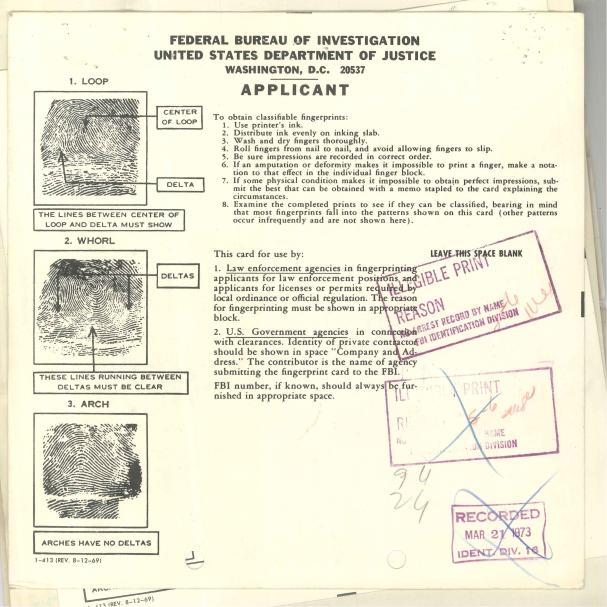 FEDERAL BUREAU OF INVESTIGATION
UNITED STATES DEPARTMENT OF JUSTICE
WASHINGTON, D.C. 20537
APPLICANT
1. LOOP
CENTER
OF LOOP
DELTA
THE LINES BETWEEN CENTER OF
LOOP AND DELTA MUST SHOW
2. WHORL
DELTAS
THESE LINES RUNNING BETWEEN
DELTAS MUST BE CLEAR
3. ARCH
ARCHES HAVE NO DELTAS
1-413 (REV. 8-12-69)
To obtain classifiable fingerprints:
1. Use printer's ink.
2. Distribute ink evenly on inking slab.
3. Wash and dry fingers thoroughly.
4. Roll fingers from nail to nail, and avoid allowing fingers to slip.
5. Be sure impressions are recorded in correct order.
6. If an amputation or deformity makes it impossible to print a finger, make a nota-
tion to that effect in the individual finger block.
7. If some physical condition makes it impossible to obtain perfect impressions, sub-
mit the best that can be obtained with a memo stapled to the card explaining the
circumstances.
8. Examine the completed prints to see if they can be classified, bearing in mind
that most fingerprints fall into the patterns shown on this card (other patterns
occur infrequently and are not shown here).
This card for use by:
1. Law enforcement agencies in fingerprinting
applicants for law enforcement positions and
applicants for licenses or permits required by
local ordinance or official regulation. The reason
for fingerprinting must be shown in appropriate
block.
2. U.S. Government agencies in connection
with clearances. Identity of private contractor
should be shown in space "Company and Ad-
dress." The contributor is the name of agency
submitting the fingerprint card to the FBI.
FBI number, if known, should always be fur-
nished in appropriate space.
LEAVE THIS SPACE BLANK
ILLEGIBLE PRINT
REASON
NO ARREST RECORD BY NAME
FBI IDENTIFICATION DIVISION
PRINT
NAME
DIVISION
94
24
RECORDED
MAR 21 1973
IDENT. DIV. 16
1-413 (REV. 8-12-69)